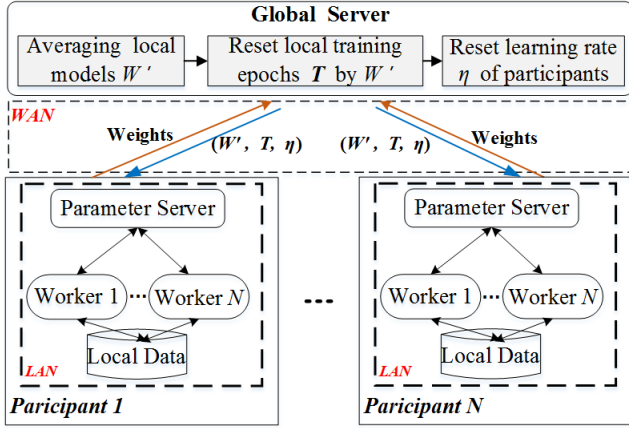 Global Server
Averaging local
models W′
Reset local training
epochs T by W′
Reset learning rate
η of participants
WAN
Weights
(W′, T, η)
(W′, T, η)
Weights
Parameter Server
Worker 1
...
Worker N
Local Data
LAN
Paricipant 1
...
Parameter Server
Worker 1
...
Worker N
Local Data
LAN
Paricipant N